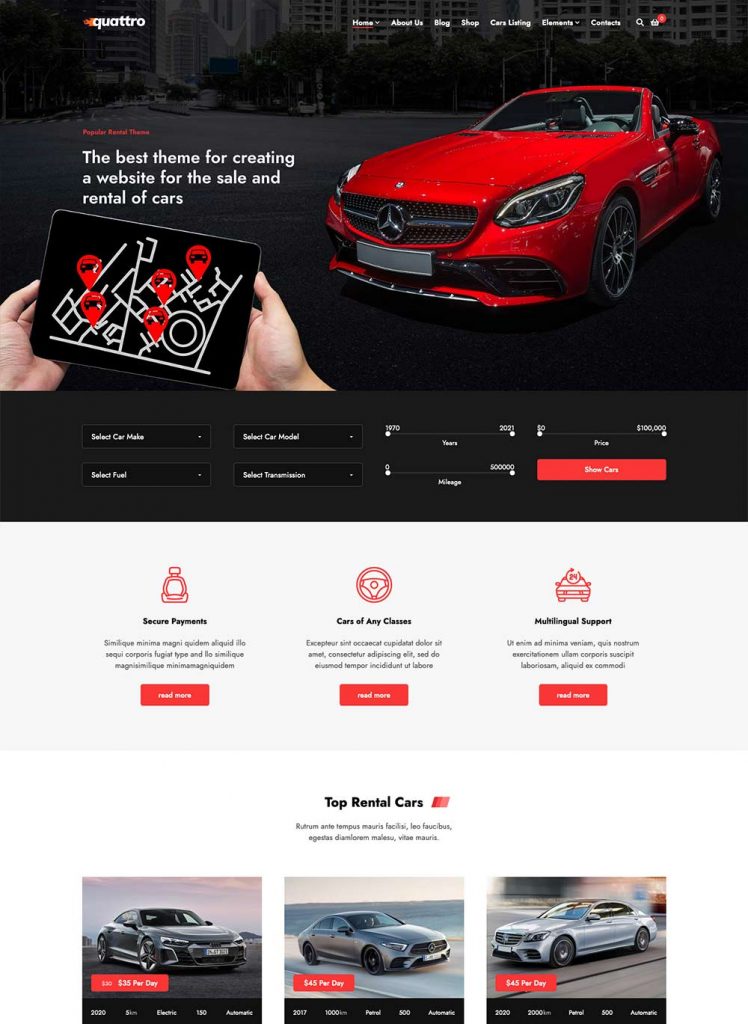 quattro
Home About Us Blog Shop Cars Listing Elements Contacts
0
Popular Rental Theme
The best theme for creating
a website for the sale and
rental of cars
Select Car Make
Select Car Model
1970 2021
Years
$0 $100,000
Price
Select Fuel
Select Transmission
0 500000
Mileage
Show Cars
Secure Payments
Similique minima magni quidem aliquid illo
sequi corporis fugiat type and llo similique
magnisimilique minimamagniquidem
read more
Cars of Any Classes
Excepteur sint occaecat cupidatat dolor sit
amet, consectetur adipiscing elit, sed do
eiusmod tempor incididunt ut labore
read more
24
Multilingual Support
Ut enim ad minima veniam, quis nostrum
exercitationem ullam corporis suscipit
laboriosam, aliquid ex commodi
read more
Top Rental Cars
Rutrum ante tempus mauris facilisi, leo faucibus,
egestas diamlorem malesu, vitae mauris.
$30 $35 Per Day
2020 5km Electric 150 Automatic
$45 Per Day
2017 1000km Petrol 500 Automatic
$45 Per Day
2020 2000km Petrol 500 Automatic